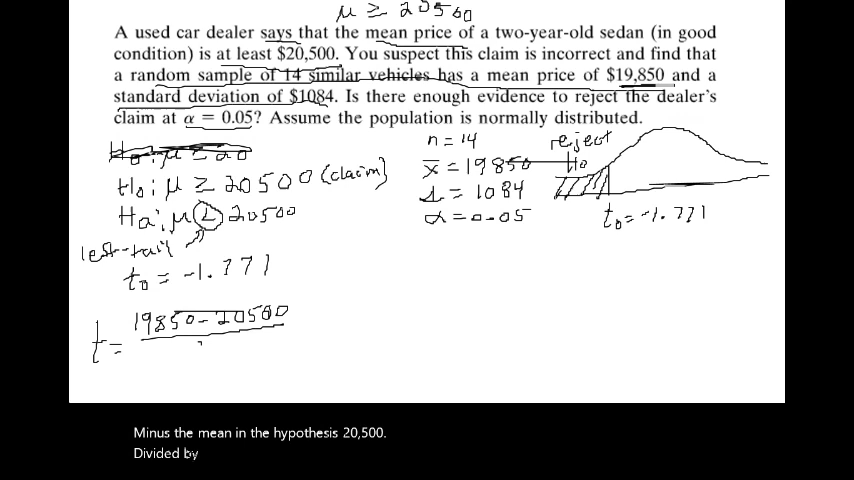 μ ≥ 20500
A used car dealer says that the mean price of a two-year-old sedan (in good
condition) is at least $20,500. You suspect this claim is incorrect and find that
a random sample of 14 similar vehicles has a mean price of $19,850 and a
standard deviation of $1084. Is there enough evidence to reject the dealer's
claim at α = 0.05? Assume the population is normally distributed.
H₀: μ ≥ 20
H₀: μ ≥ 20500 (claim)
Ha: μ < 20500
left-tail
t₀ = -1.771
t = 19850 - 20500
n = 14
x̅ = 19850
s = 1084
α = 0.05
reject
H₀
t₀ = -1.771
Minus the mean in the hypothesis 20,500.
Divided by